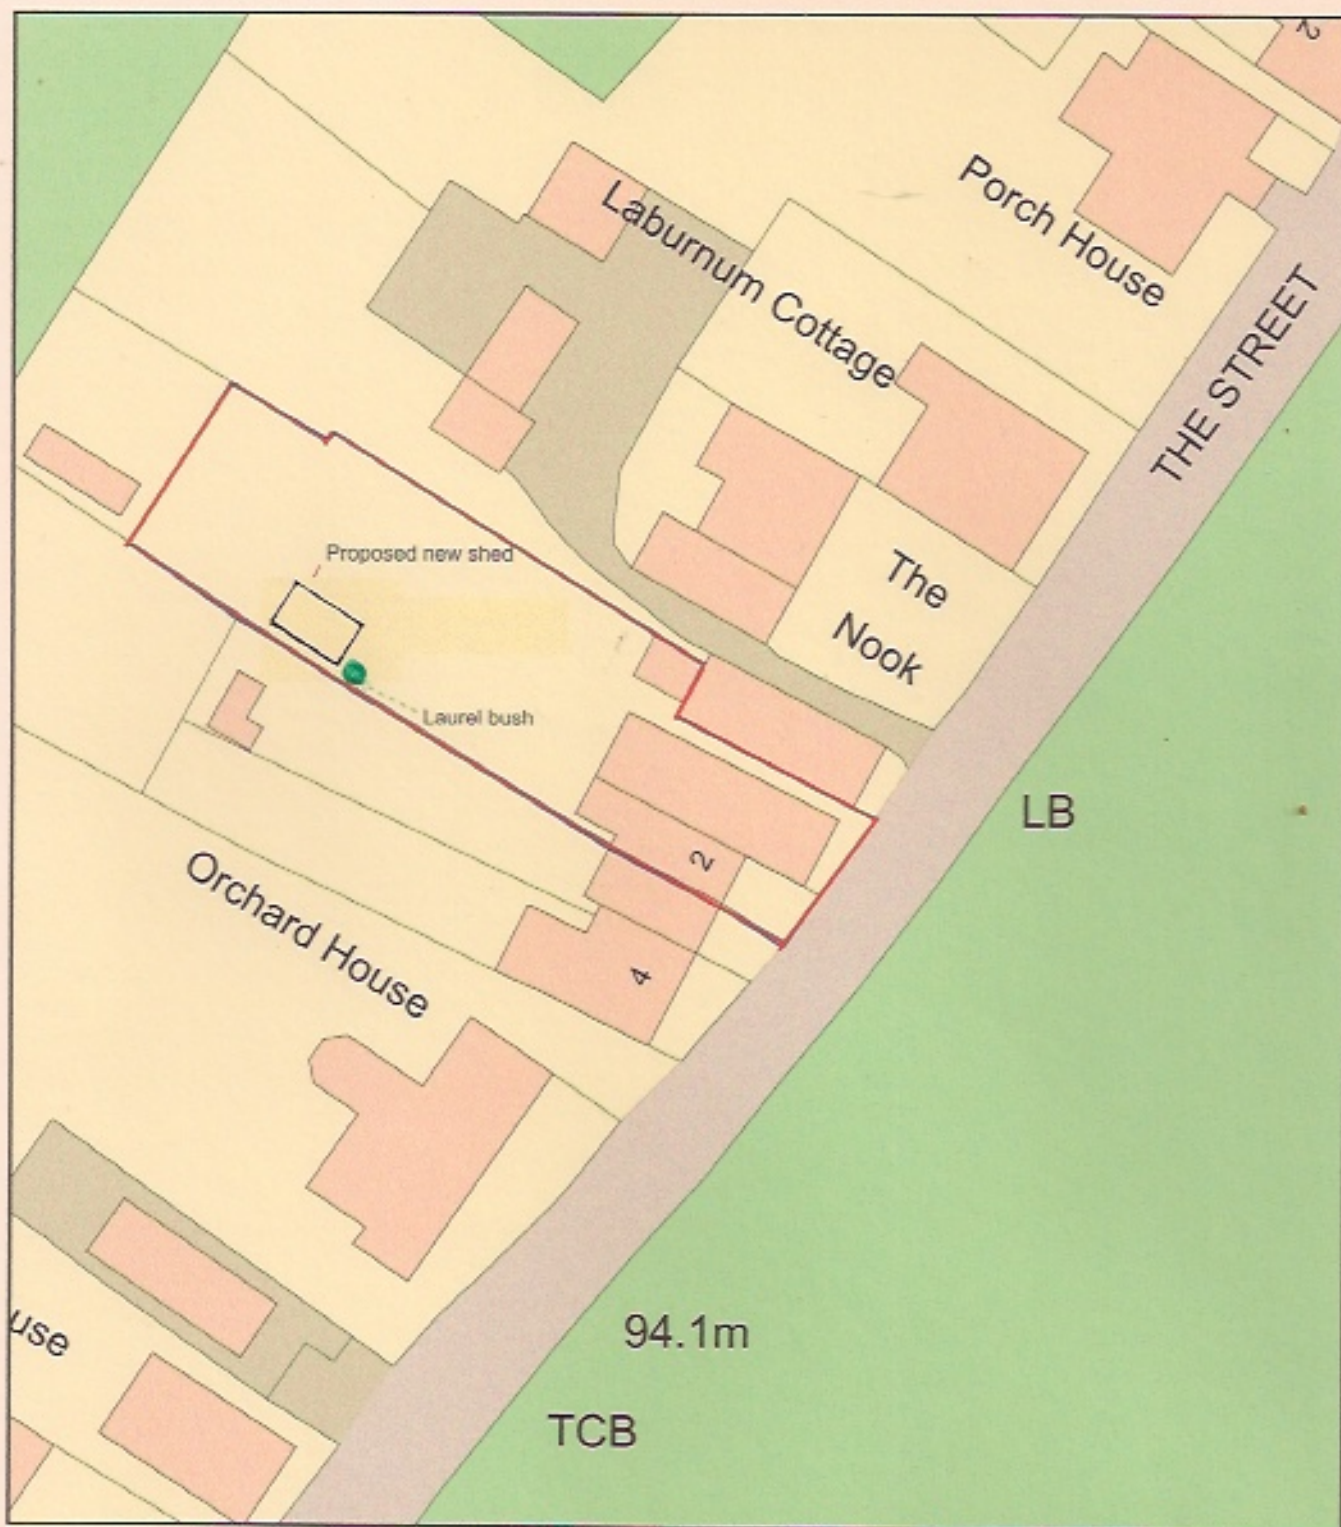 2
Porch House
Laburnum Cottage
THE STREET
The
Nook
Proposed new shed
Laurel bush
LB
2
4
Orchard House
94.1m
use
TCB